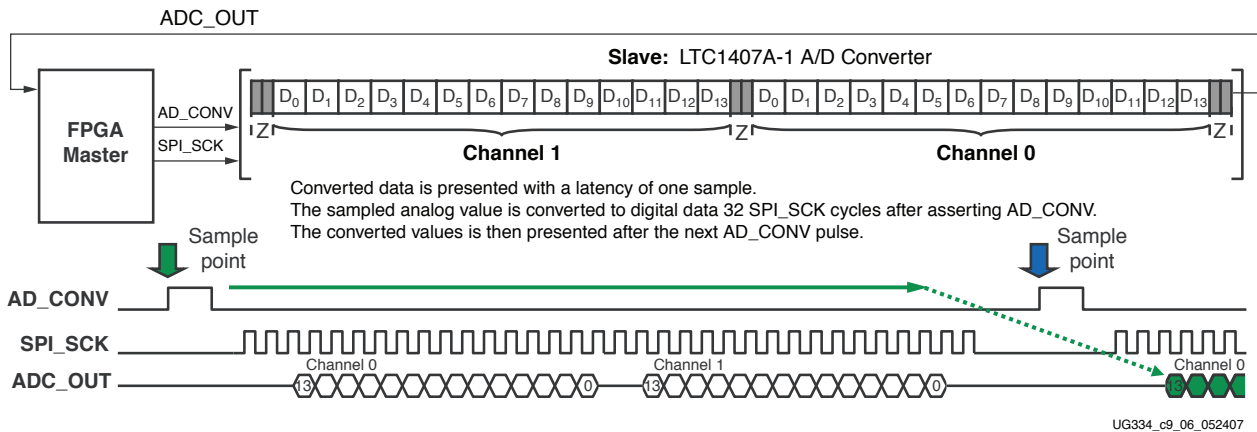 ADC_OUT
Slave: LTC1407A-1 A/D Converter
FPGA
Master
AD_CONV
SPI_SCK
D0 D1 D2 D3 D4 D5 D6 D7 D8 D9 D10 D11 D12 D13 D0 D1 D2 D3 D4 D5 D6 D7 D8 D9 D10 D11 D12 D13
Z Z Z
Channel 1 Channel 0
Converted data is presented with a latency of one sample.
The sampled analog value is converted to digital data 32 SPI_SCK cycles after asserting AD_CONV.
The converted values is then presented after the next AD_CONV pulse.
Sample
point
Sample
point
AD_CONV
SPI_SCK
Channel 0 Channel 1 Channel 0
ADC_OUT 13 0 13 0 13
UG334_c9_06_052407